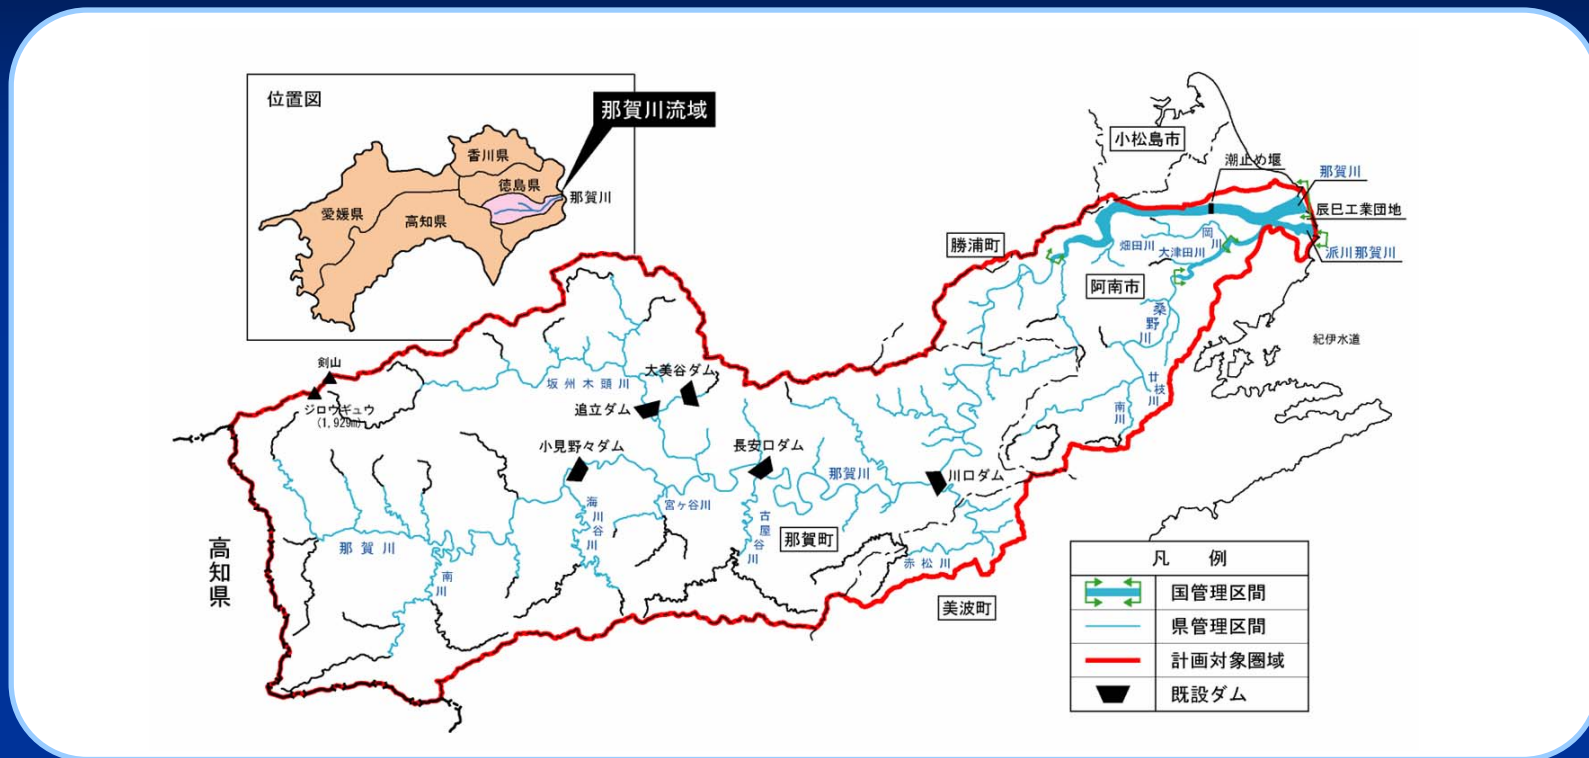 位置図
那賀川流域
香川県
徳島県
那賀川
愛媛県
高知県
小松島市
潮止め堰
那賀川
辰巳工業団地
派川那賀川
勝浦町
岡川
畑田川
大津田川
阿南市
桑野川
紀伊水道
廿枝川
南川
剣山
ジロウギュウ
(1,929m)
坂州木頭川
大美谷ダム
追立ダム
小見野々ダム
長安口ダム
那賀川
川口ダム
海川谷川
宮ヶ谷川
古屋谷川
那賀町
那賀川
南川
赤松川
美波町
高知県
凡例
国管理区間
県管理区間
計画対象圏域
既設ダム